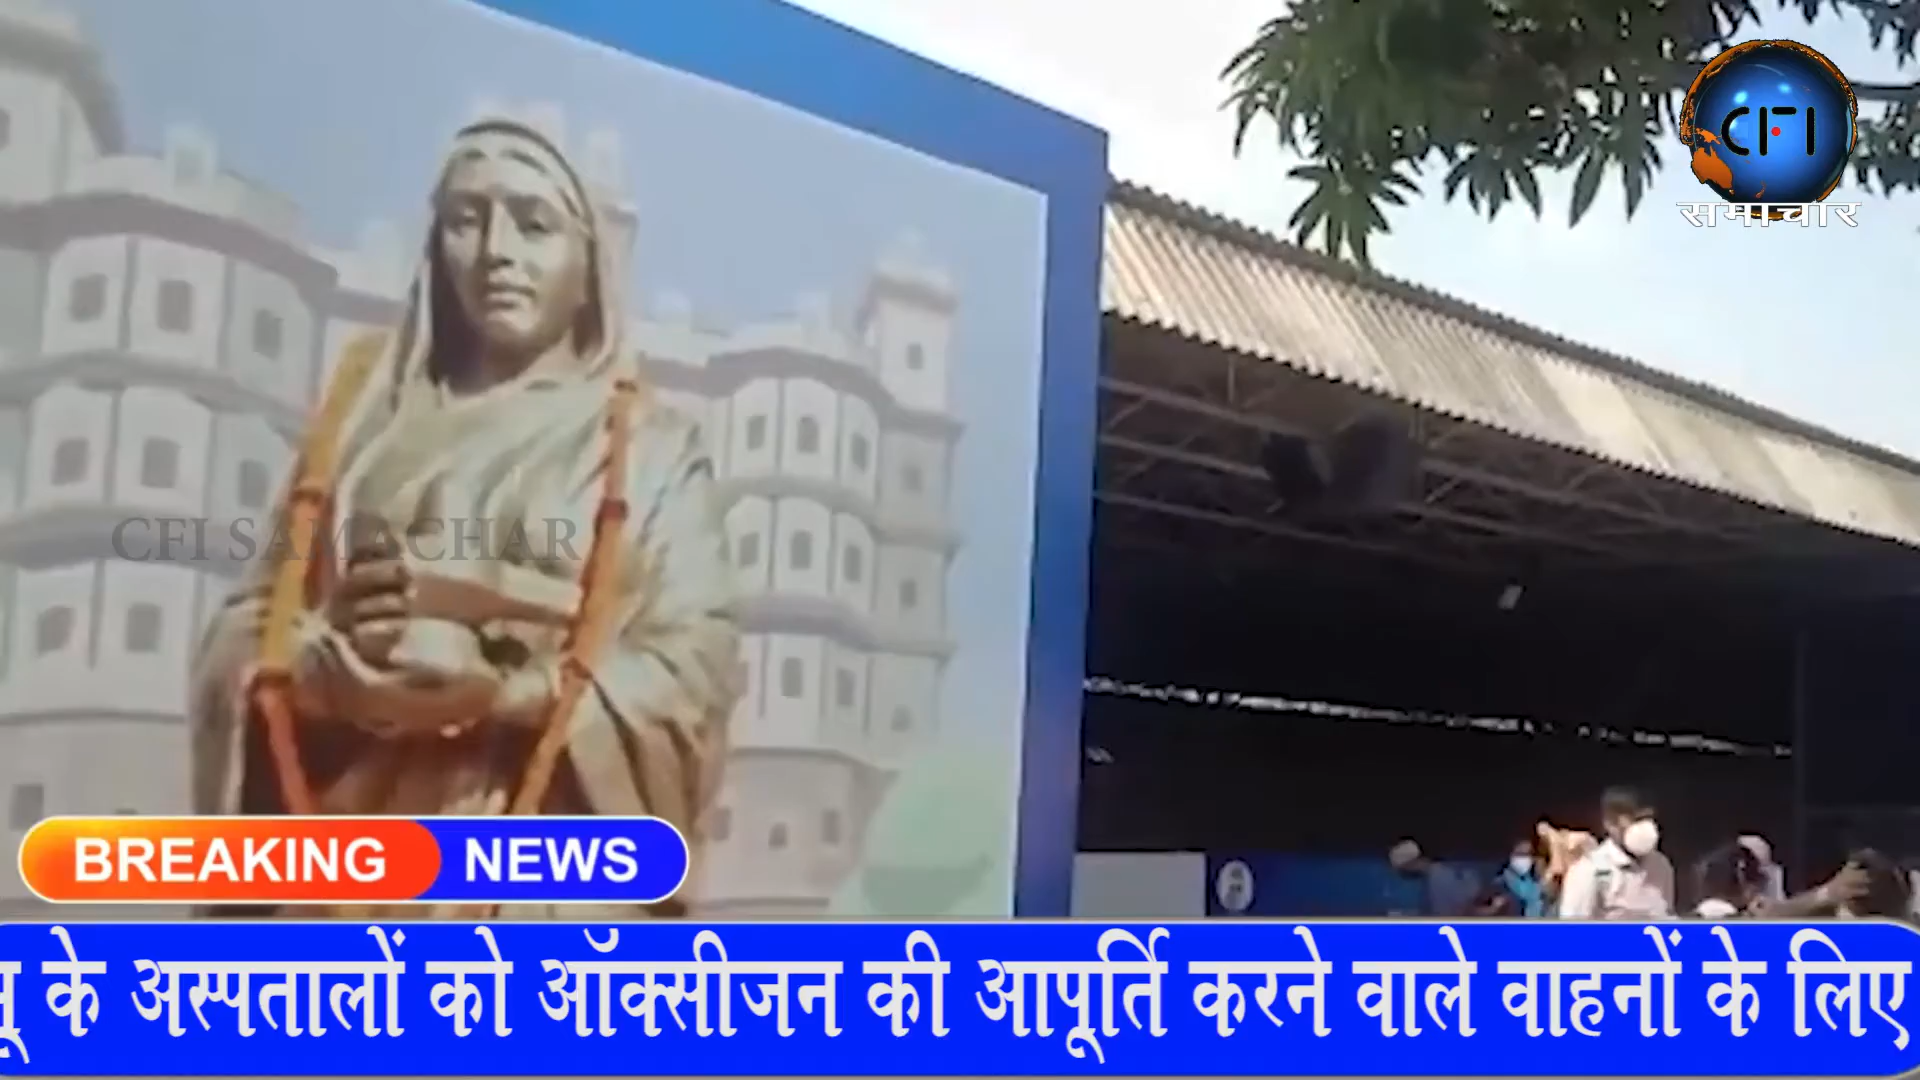 CFI
समाचार
CFI SAMACHAR
BREAKING NEWS
के अस्पतालों को ऑक्सीजन की आपूर्ति करने वाले वाहनों के लिए